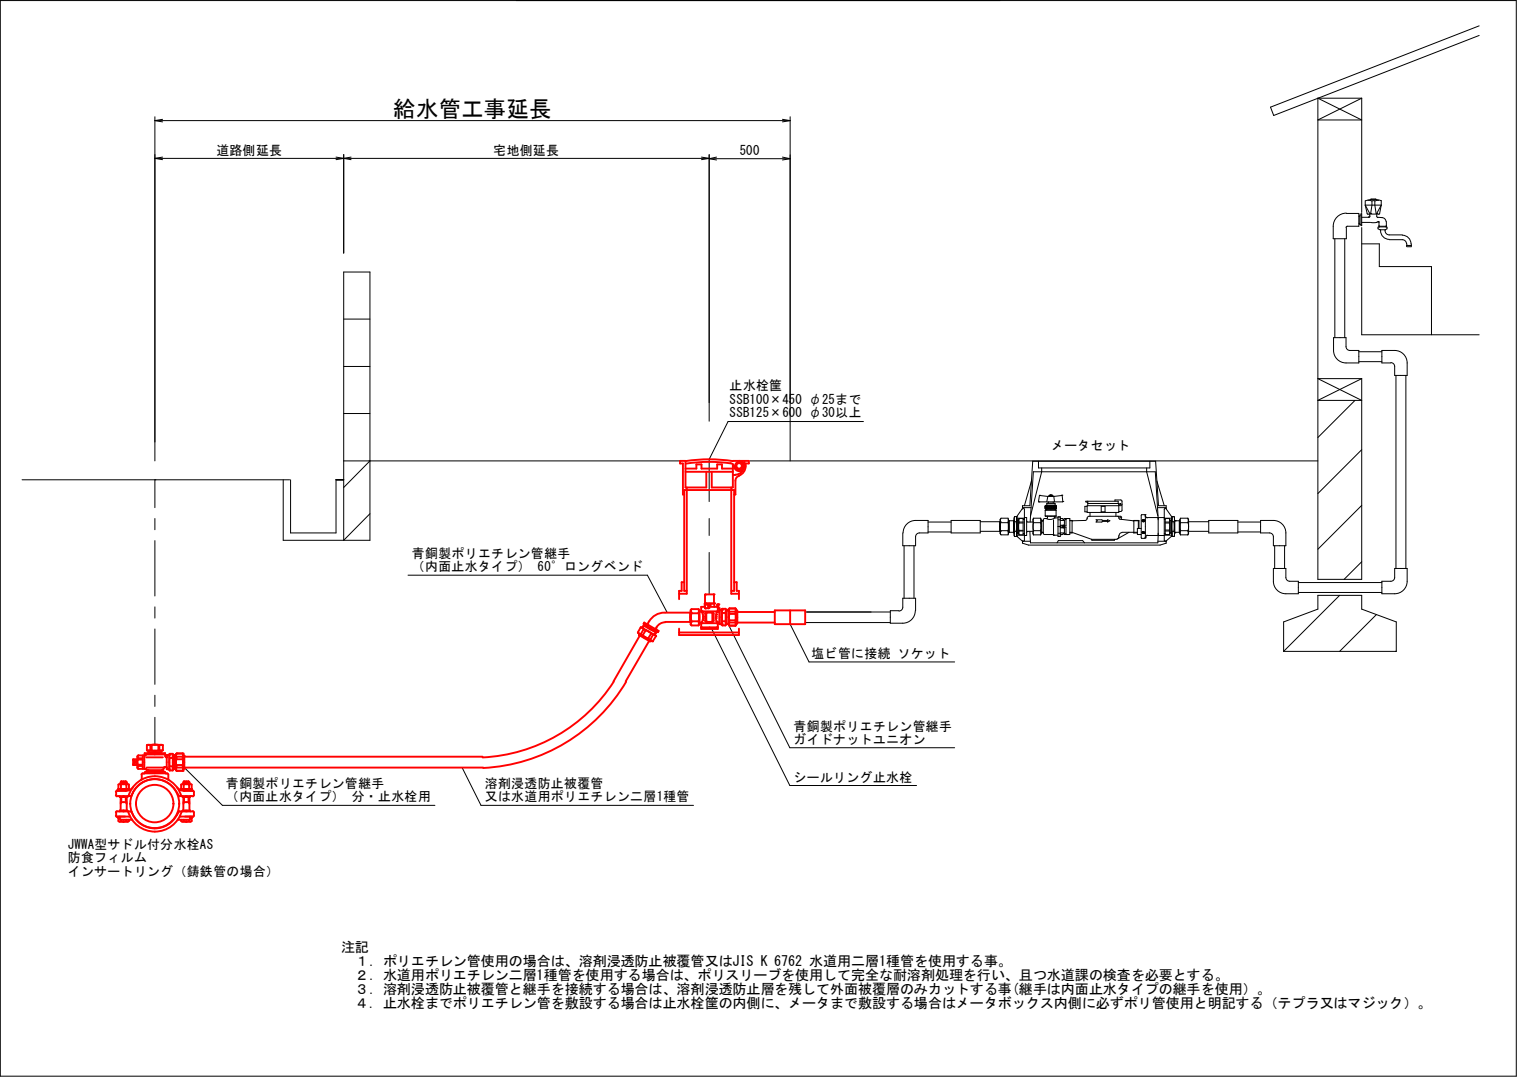 給水管工事延長
道路側延長
宅地側延長
500
止水栓筐
SSB100×450 φ25まで
SSB125×600 φ30以上
メータセット
青銅製ポリエチレン管継手
（内面止水タイプ） 60°ロングベンド
塩ビ管に接続 ソケット
青銅製ポリエチレン管継手
ガイドナットユニオン
シールリング止水栓
青銅製ポリエチレン管継手
（内面止水タイプ） 分・止水栓用
溶剤浸透防止被覆管
又は水道用ポリエチレン二層1種管
JWWA型サドル付分水栓AS
防食フィルム
インサートリング（鋳鉄管の場合）
注記
1. ポリエチレン管使用の場合は、溶剤浸透防止被覆管又はJIS K 6762 水道用二層1種管を使用する事。
2. 水道用ポリエチレン二層1種管を使用する場合は、ポリスリーブを使用して完全な耐溶剤処理を行い、且つ水道課の検査を必要とする。
3. 溶剤浸透防止被覆管と継手を接続する場合は、溶剤浸透防止層を残して外面被覆層のみカットする事(継手は内面止水タイプの継手を使用）。
4. 止水栓までポリエチレン管を敷設する場合は止水栓筐の内側に、メータまで敷設する場合はメータボックス内側に必ずポリ管使用と明記する（テプラ又はマジック）。